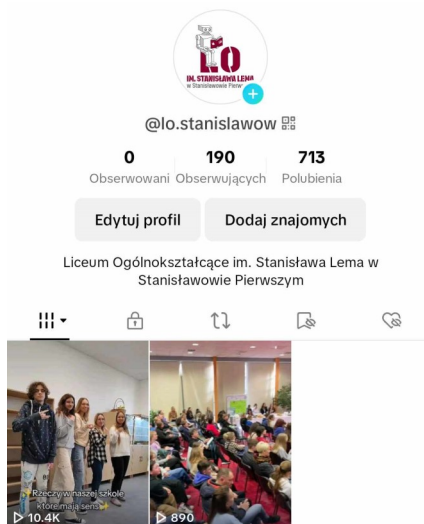 LO
IM. STANISŁAWA LEMA
w Stanisławowie Pierwszym
@lo.stanislawow
0 190 713
Obserwowani Obserwujących Polubienia
Edytuj profil Dodaj znajomych
Liceum Ogólnokształcące im. Stanisława Lema w
Stanisławowie Pierwszym
Rzeczy w naszej szkole
które mają sens
10.4K 890